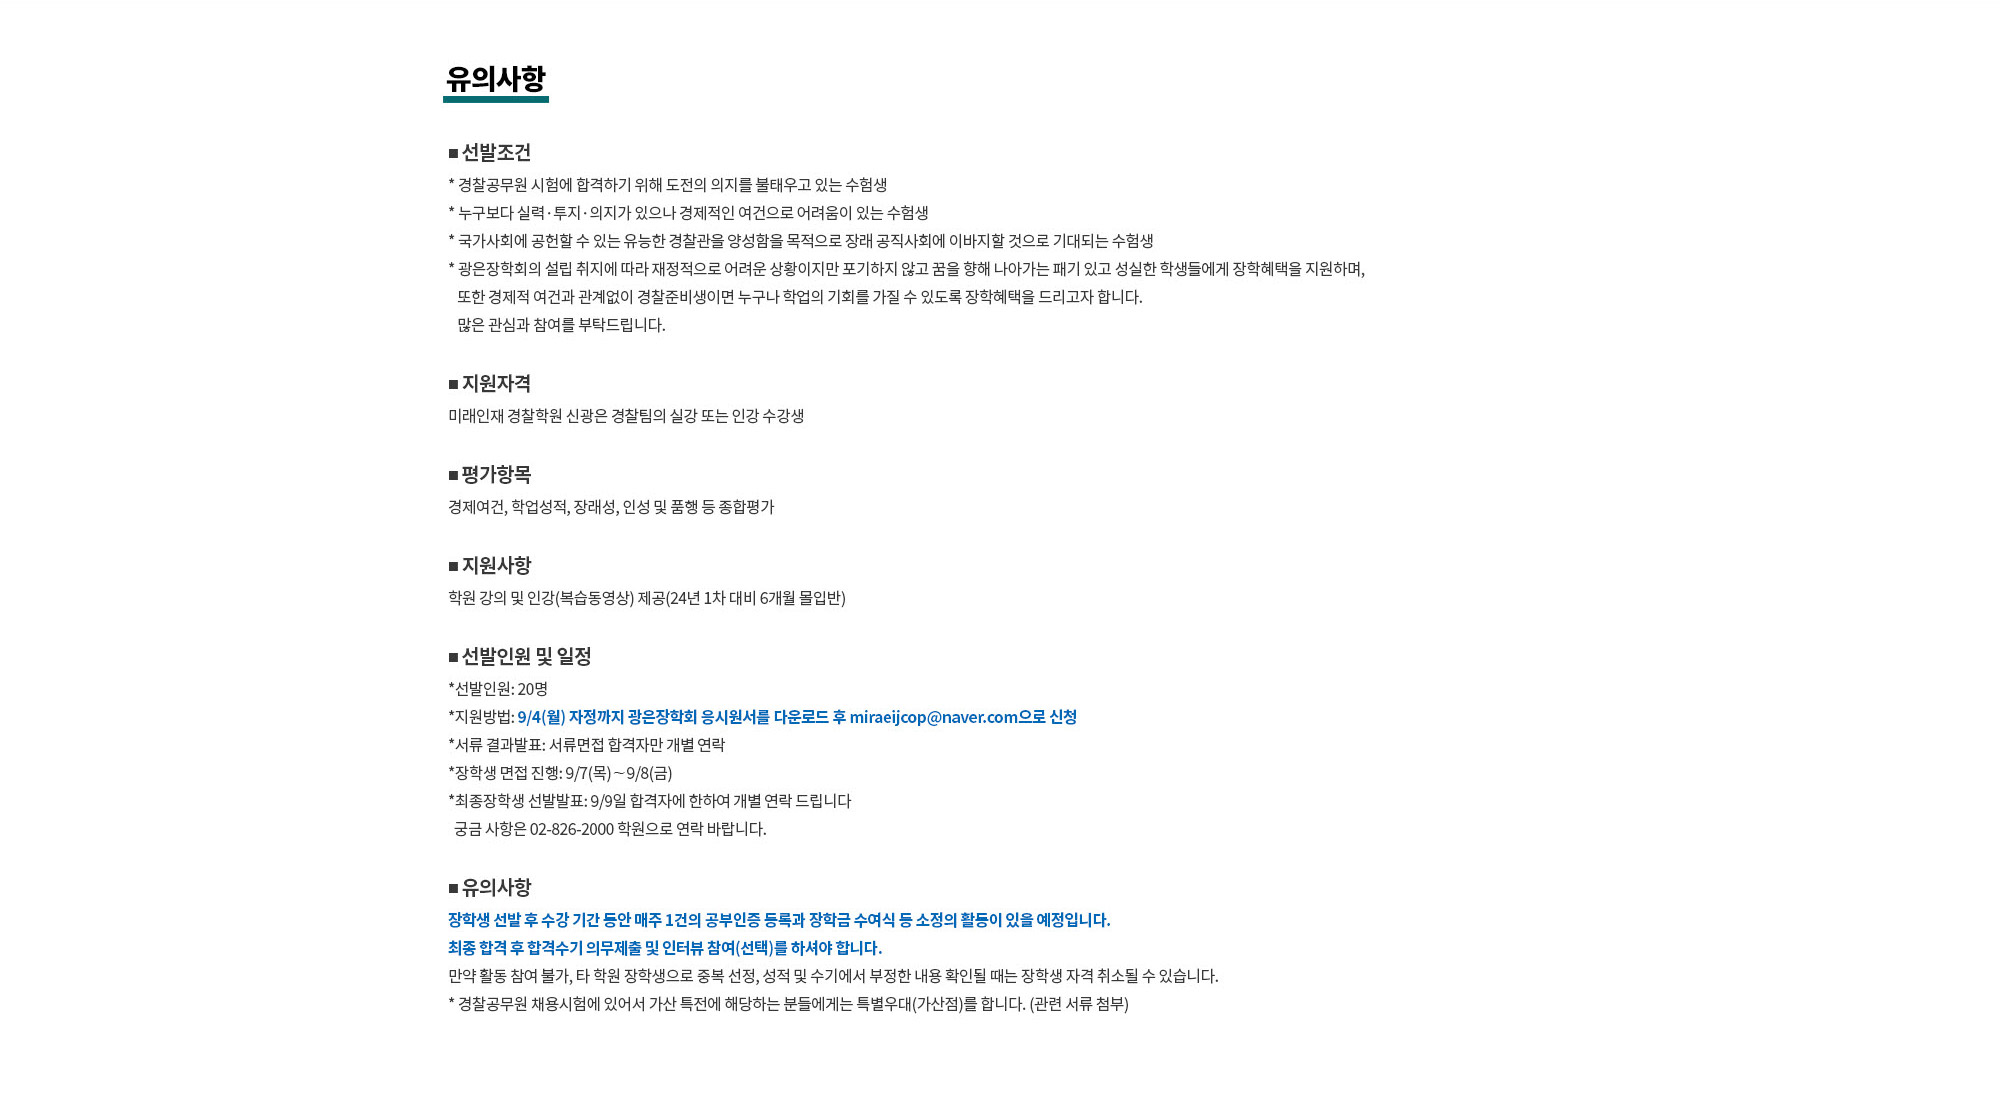 유의사항
■ 선발조건
* 경찰공무원 시험에 합격하기 위해 도전의 의지를 불태우고 있는 수험생
* 누구보다 실력·투지·의지가 있으나 경제적인 여건으로 어려움이 있는 수험생
* 국가사회에 공헌할 수 있는 유능한 경찰관을 양성함을 목적으로 장래 공직사회에 이바지할 것으로 기대되는 수험생
* 광은장학회의 설립 취지에 따라 재정적으로 어려운 상황이지만 포기하지 않고 꿈을 향해 나아가는 패기 있고 성실한 학생들에게 장학혜택을 지원하며,
또한 경제적 여건과 관계없이 경찰준비생이면 누구나 학업의 기회를 가질 수 있도록 장학혜택을 드리고자 합니다.
많은 관심과 참여를 부탁드립니다.
■ 지원자격
미래인재 경찰학원 신광은 경찰팀의 실강 또는 인강 수강생
■ 평가항목
경제여건, 학업성적, 장래성, 인성 및 품행 등 종합평가
■ 지원사항
학원 강의 및 인강(복습동영상) 제공(24년 1차 대비 6개월 몰입반)
■ 선발인원 및 일정
*선발인원: 20명
*지원방법: 9/4(월) 자정까지 광은장학회 응시원서를 다운로드 후 miraeijcop@naver.com으로 신청
*서류 결과발표: 서류면접 합격자만 개별 연락
*장학생 면접 진행: 9/7(목)~9/8(금)
*최종장학생 선발발표: 9/9일 합격자에 한하여 개별 연락 드립니다
궁금 사항은 02-826-2000 학원으로 연락 바랍니다.
■ 유의사항
장학생 선발 후 수강 기간 동안 매주 1건의 공부인증 등록과 장학금 수여식 등 소정의 활동이 있을 예정입니다.
최종 합격 후 합격수기 의무제출 및 인터뷰 참여(선택)를 하셔야 합니다.
만약 활동 참여 불가, 타 학원 장학생으로 중복 선정, 성적 및 수기에서 부정한 내용 확인될 때는 장학생 자격 취소될 수 있습니다.
* 경찰공무원 채용시험에 있어서 가산 특전에 해당하는 분들에게는 특별우대(가산점)를 합니다. (관련 서류 첨부)